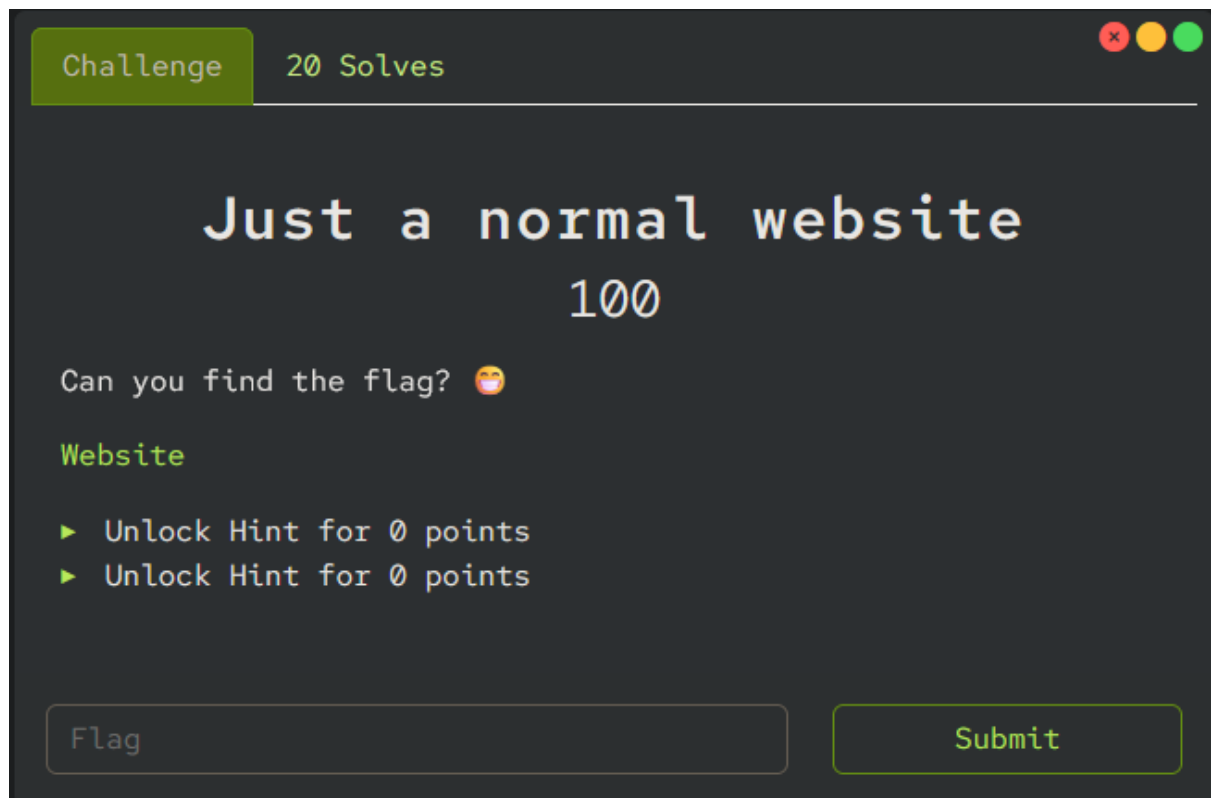 Challenge
20 Solves
Just a normal website
100
Can you find the flag? 😷
Website
▸ Unlock Hint for 0 points
▸ Unlock Hint for 0 points
Flag
Submit